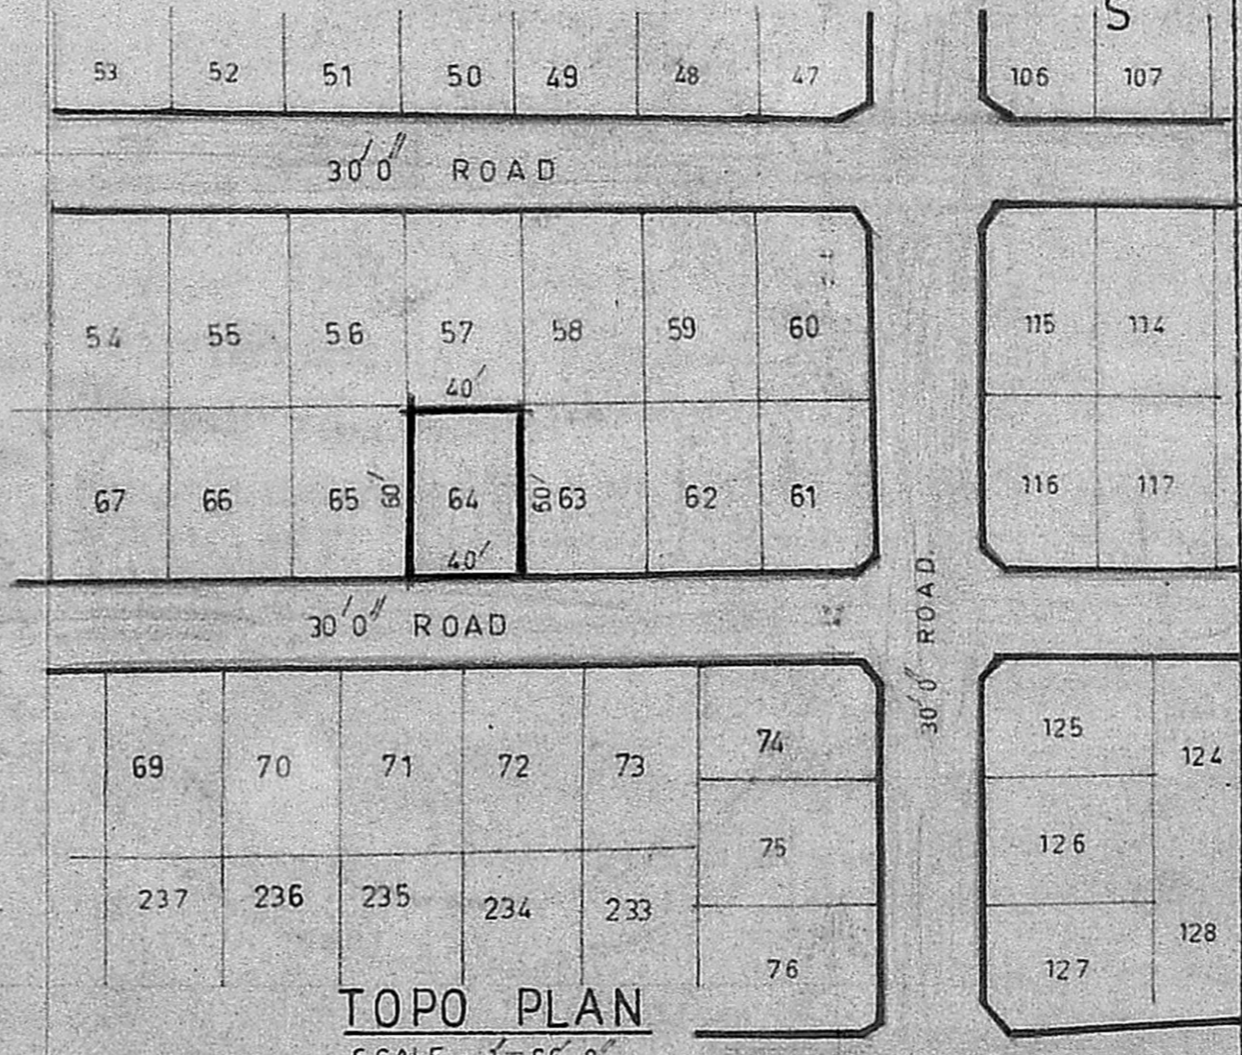 S
53 52 51 50 49 48 47 106 107
30'0" ROAD
54 55 56 57 58 59 60 115 114
40'
67 66 65 60' 64 60' 63 62 61 116 117
40'
30'0" ROAD
30'0" ROAD.
69 70 71 72 73 74 125 124
75 126
237 236 235 234 233 128
76 127
TOPO PLAN
SCALE